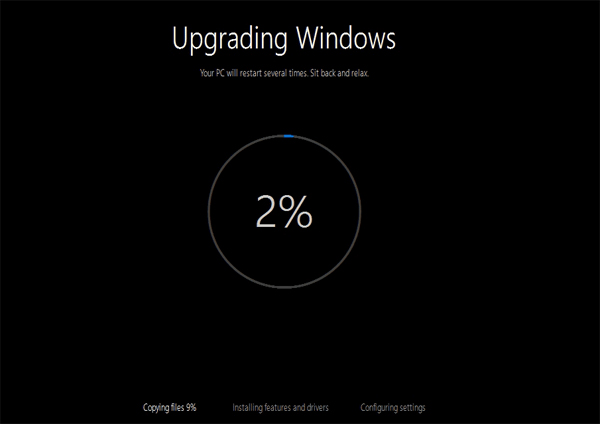 Upgrading Windows
Your PC will restart several times. Sit back and relax.
2%
Copying files 9% Installing features and drivers Configuring settings